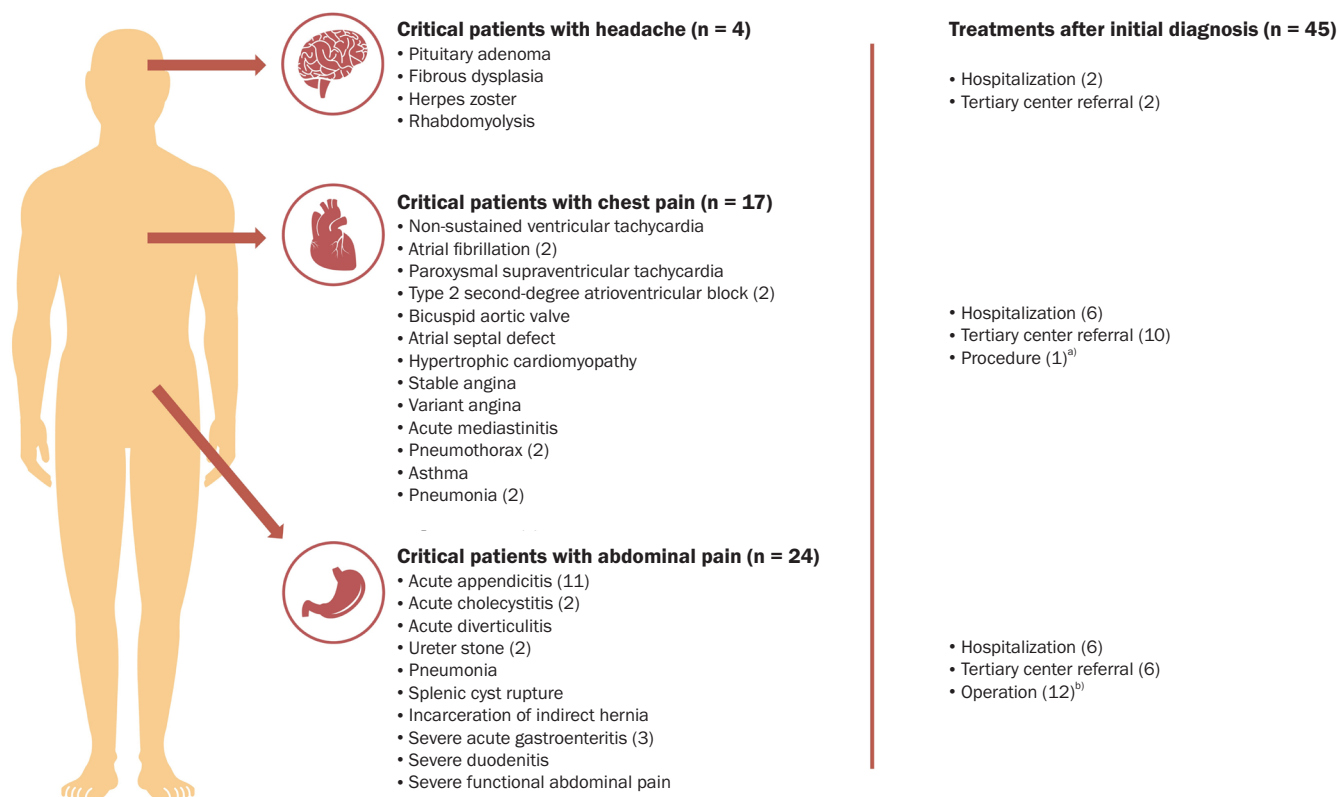 Critical patients with headache (n = 4)
• Pituitary adenoma
• Fibrous dysplasia
• Herpes zoster
• Rhabdomyolysis
Critical patients with chest pain (n = 17)
• Non-sustained ventricular tachycardia
• Atrial fibrillation (2)
• Paroxysmal supraventricular tachycardia
• Type 2 second-degree atrioventricular block (2)
• Bicuspid aortic valve
• Atrial septal defect
• Hypertrophic cardiomyopathy
• Stable angina
• Variant angina
• Acute mediastinitis
• Pneumothorax (2)
• Asthma
• Pneumonia (2)
Critical patients with abdominal pain (n = 24)
• Acute appendicitis (11)
• Acute cholecystitis (2)
• Acute diverticulitis
• Ureter stone (2)
• Pneumonia
• Splenic cyst rupture
• Incarceration of indirect hernia
• Severe acute gastroenteritis (3)
• Severe duodenitis
• Severe functional abdominal pain
Treatments after initial diagnosis (n = 45)
• Hospitalization (2)
• Tertiary center referral (2)
• Hospitalization (6)
• Tertiary center referral (10)
• Procedure (1)a)
• Hospitalization (6)
• Tertiary center referral (6)
• Operation (12)b)